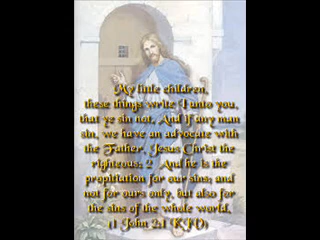 My little children,
these things write I unto you,
that ye sin not. And if any man
sin, we have an advocate with
the Father, Jesus Christ the
righteous: 2 And he is the
propitiation for our sins: and
not for ours only, but also for
the sins of the whole world.
(1 John 2:1 KJV)